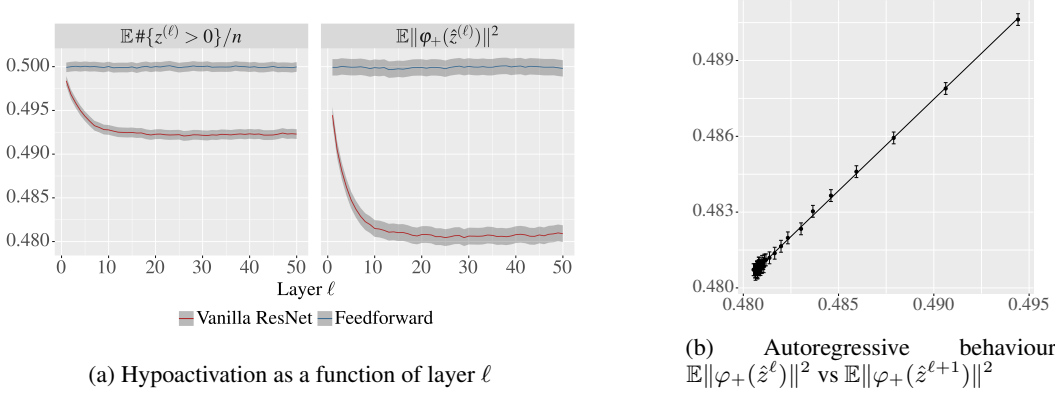 𝔼 #{z^(ℓ) > 0}/n
𝔼‖φ₊(ẑ^(ℓ))‖²
0.500
0.495
0.490
0.485
0.480
0 10 20 30 40 50
0 10 20 30 40 50
Layer ℓ
Vanilla ResNet Feedforward
(a) Hypoactivation as a function of layer ℓ
0.489
0.486
0.483
0.480
0.480 0.485 0.490 0.495
(b) Autoregressive behaviour
𝔼‖φ₊(ẑ^ℓ)‖² vs 𝔼‖φ₊(ẑ^ℓ+1)‖²